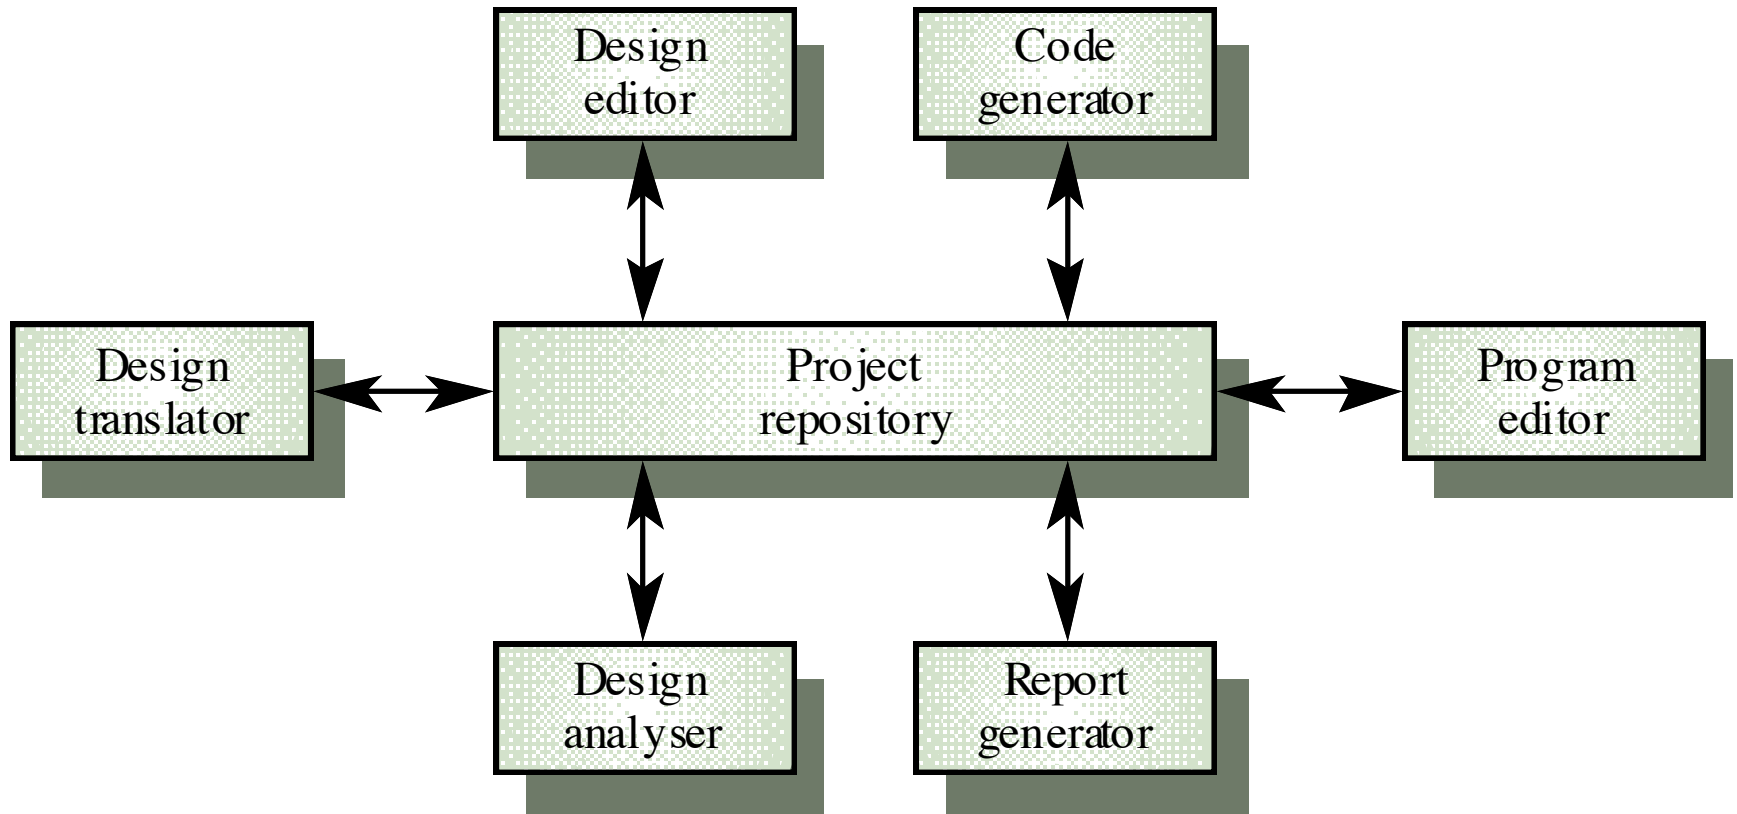 Design
editor
Code
generator
Design
translator
Project
repository
Program
editor
Design
analyser
Report
generator